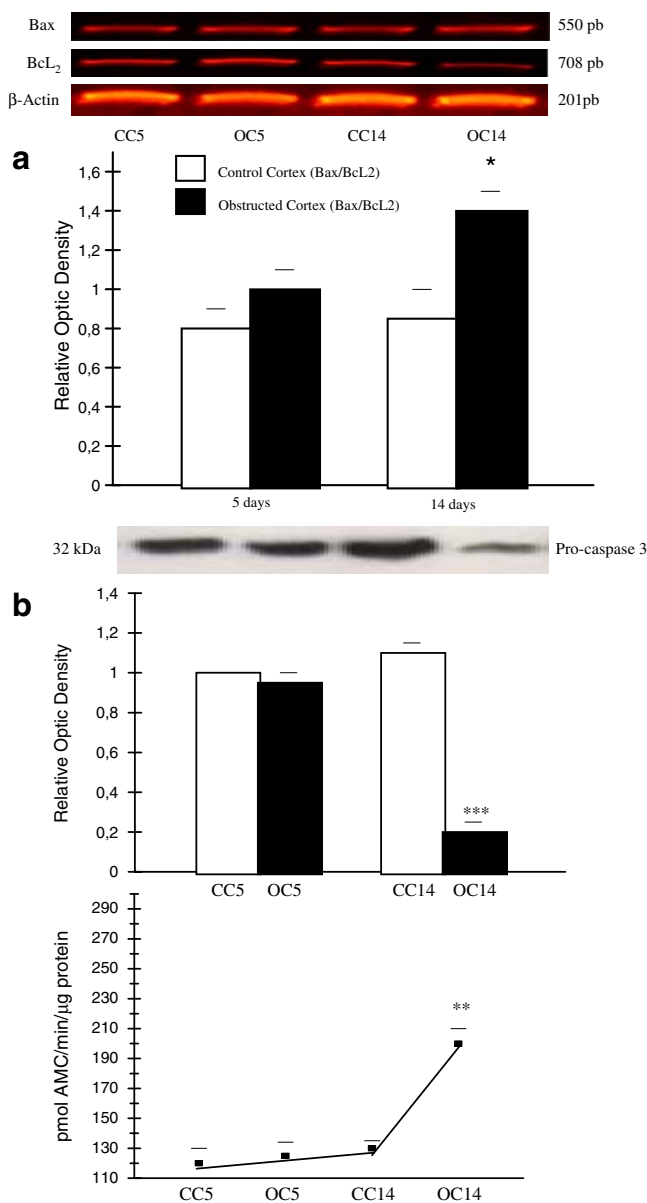 Bax 550 pb
BcL2 708 pb
β-Actin 201pb
CC5 OC5 CC14 OC14
a
*
1,6
1,4
1,2
1
0,8
0,6
0,4
0,2
0
Relative Optic Density
Control Cortex (Bax/BcL2)
Obstructed Cortex (Bax/BcL2)
5 days 14 days
32 kDa Pro-caspase 3
b
1,4
1,2
1
0,8
0,6
0,4
0,2
0
Relative Optic Density
***
CC5 OC5 CC14 OC14
290
270
250
230
210
190
170
150
130
110
pmol AMC/min/µg protein
**
CC5 OC5 CC14 OC14